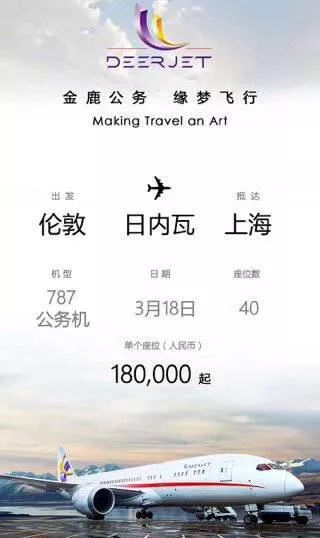 DEERJET
金鹿公务 缘梦飞行
Making Travel an Art
出发 抵达
伦敦 日内瓦 上海
机型 日期 座位数
787
公务机 3月18日 40
单个座位（人民币）
180,000 起
DEERJET